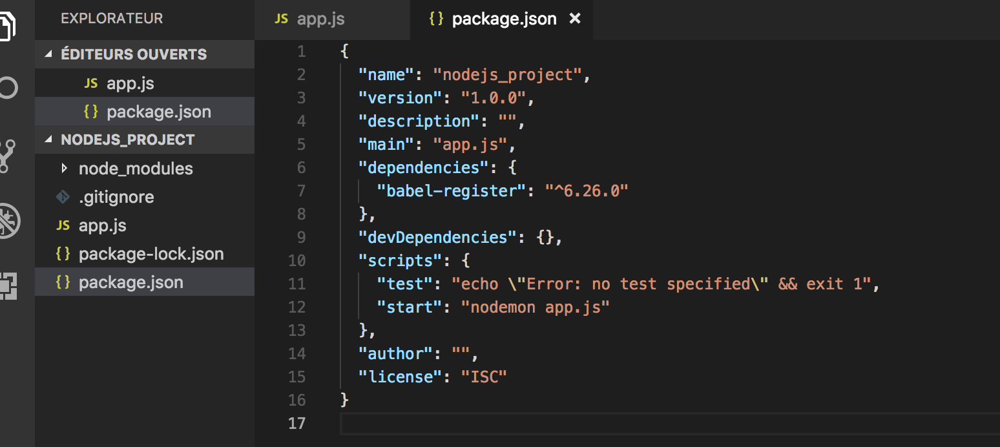 EXPLORATEUR
ÉDITEURS OUVERTS
JS app.js
{} package.json
NODEJS_PROJECT
node_modules
.gitignore
JS app.js
{} package-lock.json
{} package.json
JS app.js
{} package.json ×
1 {
2 "name": "nodejs_project",
3 "version": "1.0.0",
4 "description": "",
5 "main": "app.js",
6 "dependencies": {
7 "babel-register": "^6.26.0"
8 },
9 "devDependencies": {},
10 "scripts": {
11 "test": "echo \"Error: no test specified\" && exit 1",
12 "start": "nodemon app.js"
13 },
14 "author": "",
15 "license": "ISC"
16 }
17